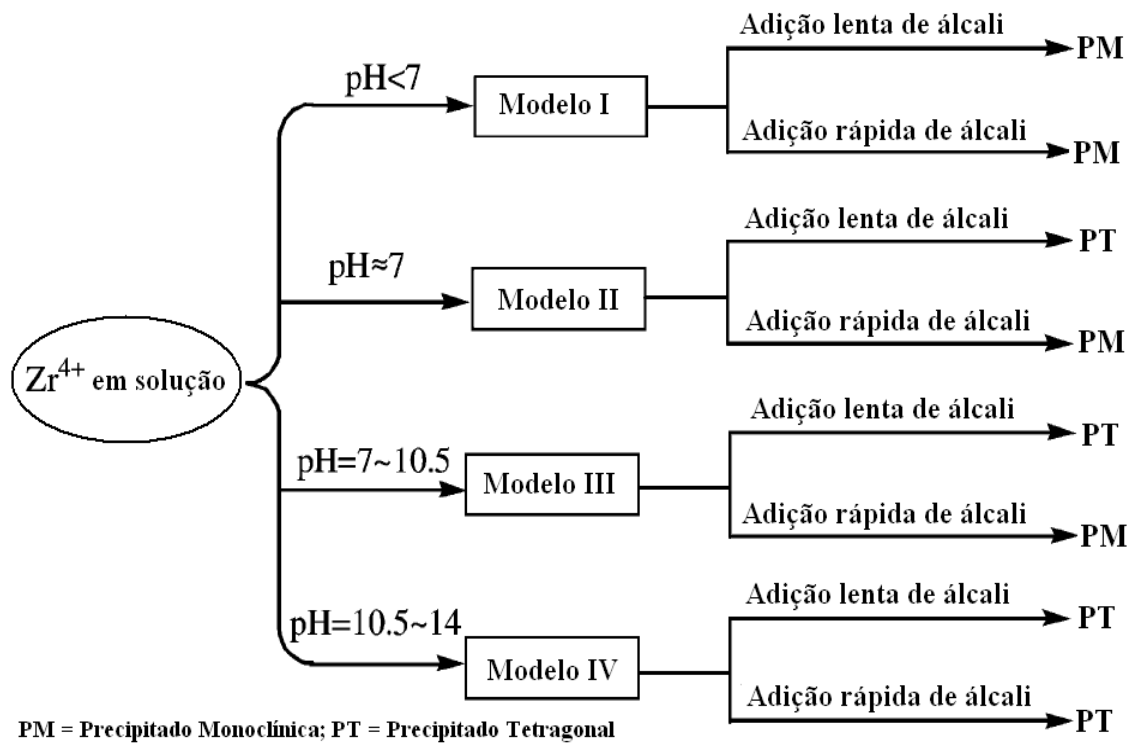 Zr4+ em solução
pH<7
Modelo I
Adição lenta de álcali
PM
Adição rápida de álcali
PM
pH≈7
Modelo II
Adição lenta de álcali
PT
Adição rápida de álcali
PM
pH=7~10.5
Modelo III
Adição lenta de álcali
PT
Adição rápida de álcali
PM
pH=10.5~14
Modelo IV
Adição lenta de álcali
PT
Adição rápida de álcali
PT
PM = Precipitado Monoclínica; PT = Precipitado Tetragonal